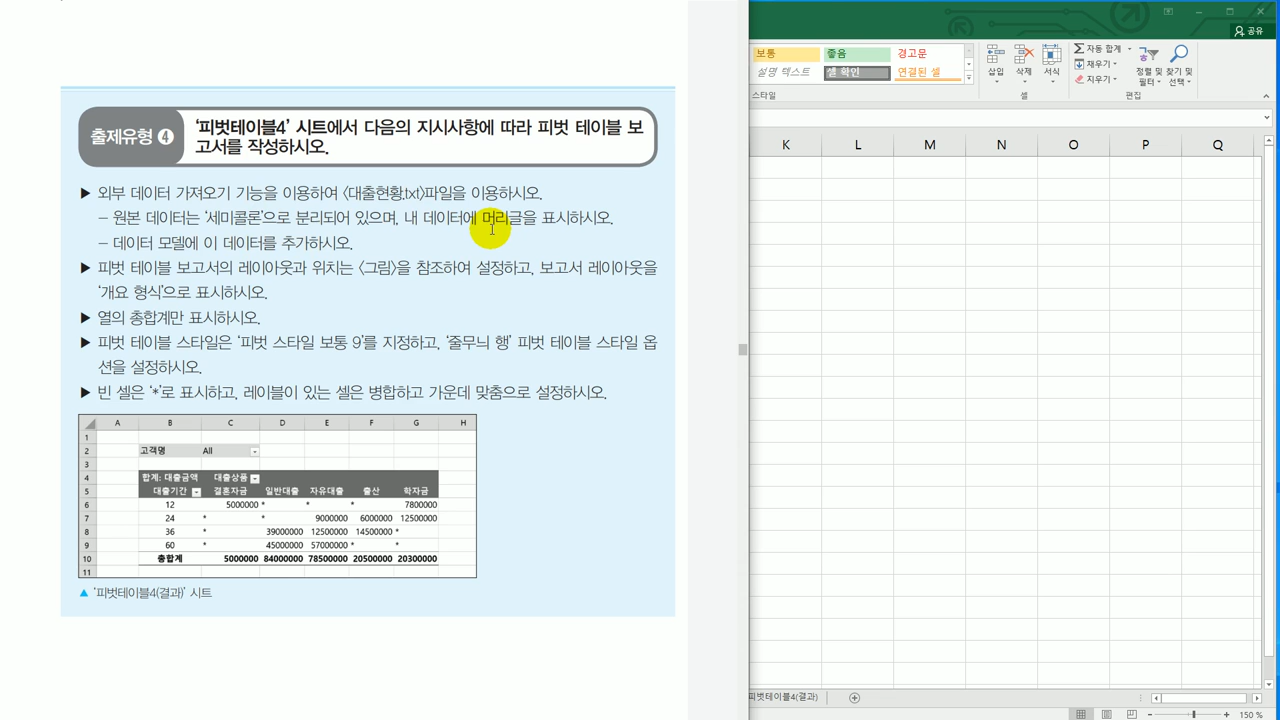 공유
보통
좋음
경고문
설명 텍스트
셀 확인
연결된 셀
스타일
삽입
삭제
서식
셀
자동 합계
채우기
지우기
정렬 및
필터
찾기 및
선택
편집
출제유형 ❹
‘피벗테이블4’ 시트에서 다음의 지시사항에 따라 피벗 테이블 보
고서를 작성하시오.
▶ 외부 데이터 가져오기 기능을 이용하여 〈대출현황.txt〉파일을 이용하시오.
– 원본 데이터는 ‘세미콜론’으로 분리되어 있으며, 내 데이터에 머리글을 표시하시오.
– 데이터 모델에 이 데이터를 추가하시오.
▶ 피벗 테이블 보고서의 레이아웃과 위치는 〈그림〉을 참조하여 설정하고, 보고서 레이아웃을
‘개요 형식’으로 표시하시오.
▶ 열의 총합계만 표시하시오.
▶ 피벗 테이블 스타일은 ‘피벗 스타일 보통 9’를 지정하고, ‘줄무늬 행’ 피벗 테이블 스타일 옵
션을 설정하시오.
▶ 빈 셀은 ‘*’로 표시하고, 레이블이 있는 셀은 병합하고 가운데 맞춤으로 설정하시오.
A B C D E F G H
1
2 고객명 All
3
4 합계: 대출금액 대출상품
5 대출기간 결혼자금 일반대출 자유대출 출산 학자금
6 12 5000000 * * * 7800000
7 24 * * 9000000 6000000 12500000
8 36 * 39000000 12500000 14500000 *
9 60 * 45000000 57000000 * *
10 총합계 5000000 84000000 78500000 20500000 20300000
11
▲ ‘피벗테이블4(결과)’ 시트
K L M N O P Q
피벗테이블4(결과)
150 %